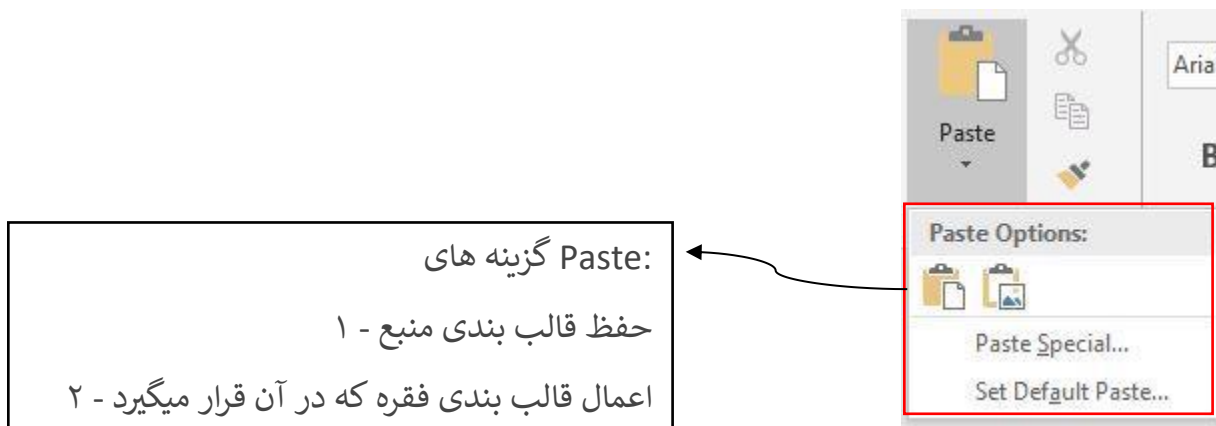 Paste
Aria
B
Paste Options:
Paste Special...
Set Default Paste...
گزینه های Paste:
حفظ قالب بندی منبع - ۱
اعمال قالب بندی فقره که در آن قرار میگیرد - ۲